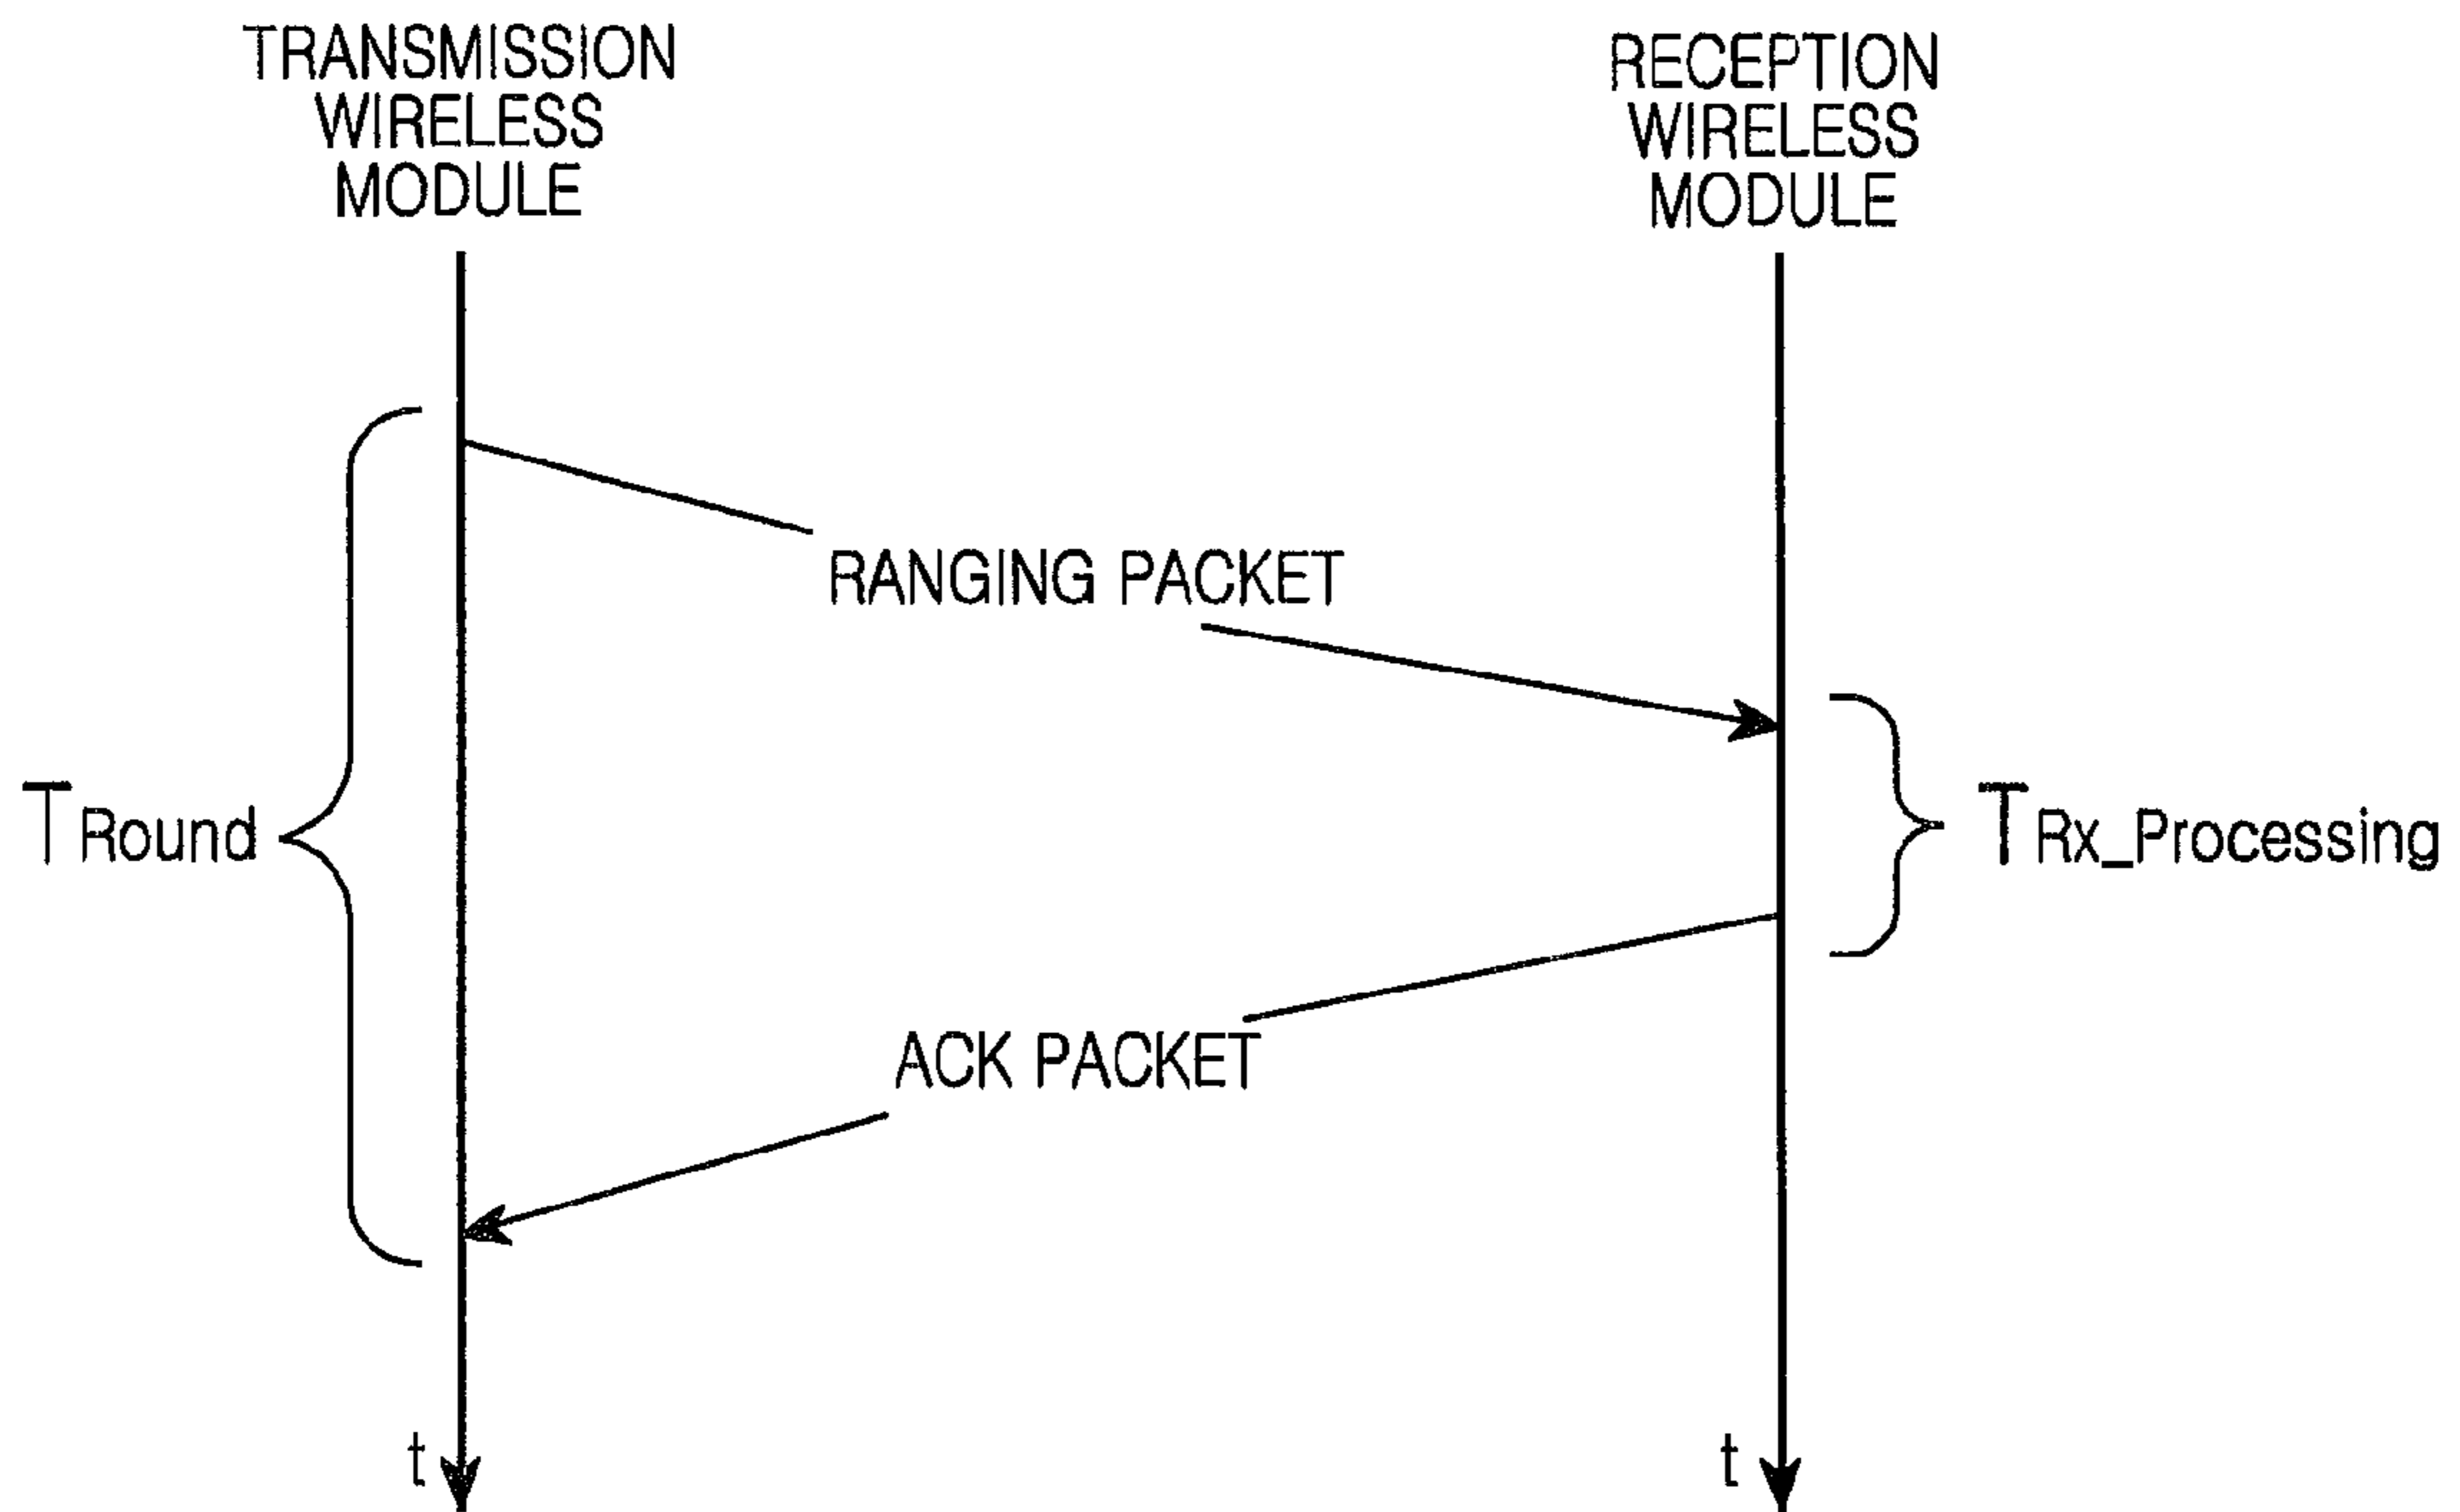 TRANSMISSION
WIRELESS
MODULE
RECEPTION
WIRELESS
MODULE
RANGING PACKET
TRound
TRx_Processing
ACK PACKET
t
t